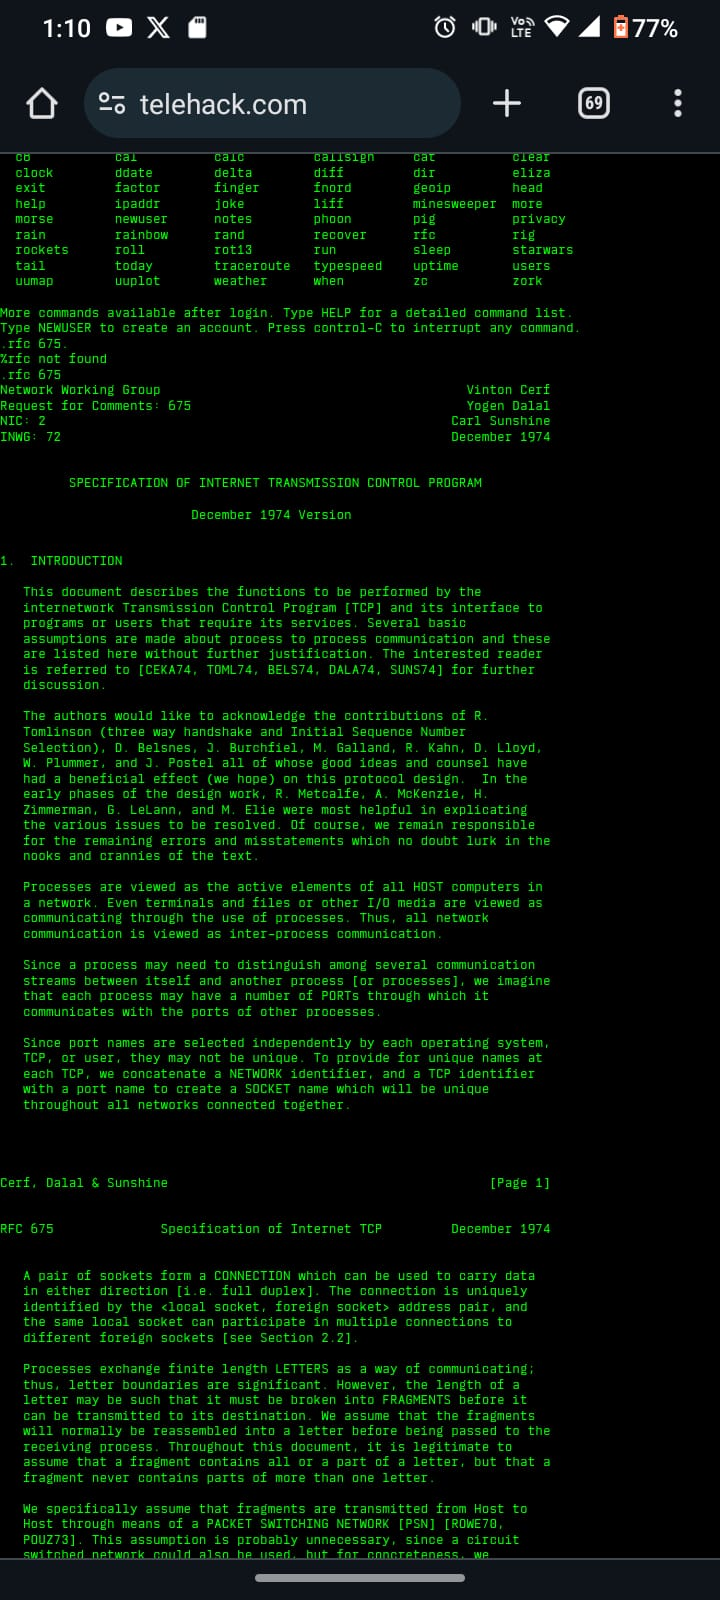 1:10 Vo LTE 77%
telehack.com 69
cb cal calc callsign cat clear
clock ddate delta diff dir eliza
exit factor finger fnord geoip head
help ipaddr joke liff minesweeper more
morse newuser notes phoon pig privacy
rain rainbow rand recover rfc rig
rockets roll rot13 run sleep starwars
tail today traceroute typespeed uptime users
uumap uuplot weather when zc zork
More commands available after login. Type HELP for a detailed command list.
Type NEWUSER to create an account. Press control-C to interrupt any command.
.rfc 675.
%rfc not found
.rfc 675
Network Working Group Vinton Cerf
Request for Comments: 675 Yogen Dalal
NIC: 2 Carl Sunshine
INWG: 72 December 1974
SPECIFICATION OF INTERNET TRANSMISSION CONTROL PROGRAM
December 1974 Version
1. INTRODUCTION
This document describes the functions to be performed by the
internetwork Transmission Control Program [TCP] and its interface to
programs or users that require its services. Several basic
assumptions are made about process to process communication and these
are listed here without further justification. The interested reader
is referred to [CEKA74, TOML74, BELS74, DALA74, SUNS74] for further
discussion.
The authors would like to acknowledge the contributions of R.
Tomlinson (three way handshake and Initial Sequence Number
Selection), D. Belsnes, J. Burchfiel, M. Galland, R. Kahn, D. Lloyd,
W. Plummer, and J. Postel all of whose good ideas and counsel have
had a beneficial effect (we hope) on this protocol design. In the
early phases of the design work, R. Metcalfe, A. McKenzie, H.
Zimmerman, G. LeLann, and M. Elie were most helpful in explicating
the various issues to be resolved. Of course, we remain responsible
for the remaining errors and misstatements which no doubt lurk in the
nooks and crannies of the text.
Processes are viewed as the active elements of all HOST computers in
a network. Even terminals and files or other I/O media are viewed as
communicating through the use of processes. Thus, all network
communication is viewed as inter-process communication.
Since a process may need to distinguish among several communication
streams between itself and another process [or processes], we imagine
that each process may have a number of PORTs through which it
communicates with the ports of other processes.
Since port names are selected independently by each operating system,
TCP, or user, they may not be unique. To provide for unique names at
each TCP, we concatenate a NETWORK identifier, and a TCP identifier
with a port name to create a SOCKET name which will be unique
throughout all networks connected together.
Cerf, Dalal & Sunshine [Page 1]
RFC 675 Specification of Internet TCP December 1974
A pair of sockets form a CONNECTION which can be used to carry data
in either direction [i.e. full duplex]. The connection is uniquely
identified by the <local socket, foreign socket> address pair, and
the same local socket can participate in multiple connections to
different foreign sockets [see Section 2.2].
Processes exchange finite length LETTERS as a way of communicating;
thus, letter boundaries are significant. However, the length of a
letter may be such that it must be broken into FRAGMENTS before it
can be transmitted to its destination. We assume that the fragments
will normally be reassembled into a letter before being passed to the
receiving process. Throughout this document, it is legitimate to
assume that a fragment contains all or a part of a letter, but that a
fragment never contains parts of more than one letter.
We specifically assume that fragments are transmitted from Host to
Host through means of a PACKET SWITCHING NETWORK [PSN] [ROWE70,
POUZ73]. This assumption is probably unnecessary, since a circuit
switched network could also be used, but for concreteness, we